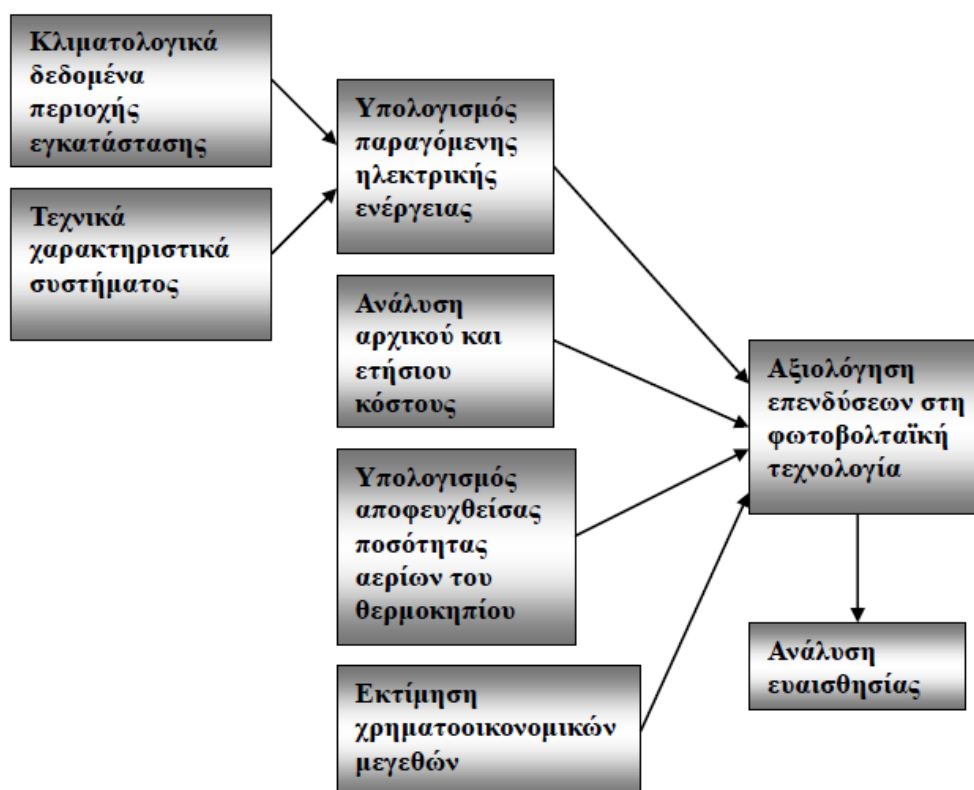 Κλιματολογικά
δεδομένα
περιοχής
εγκατάστασης
Τεχνικά
χαρακτηριστικά
συστήματος
Υπολογισμός
παραγόμενης
ηλεκτρικής
ενέργειας
Ανάλυση
αρχικού και
ετήσιου
κόστους
Υπολογισμός
αποφευχθείσας
ποσότητας
αερίων του
θερμοκηπίου
Εκτίμηση
χρηματοοικονομικών
μεγεθών
Αξιολόγηση
επενδύσεων στη
φωτοβολταϊκή
τεχνολογία
Ανάλυση
ευαισθησίας